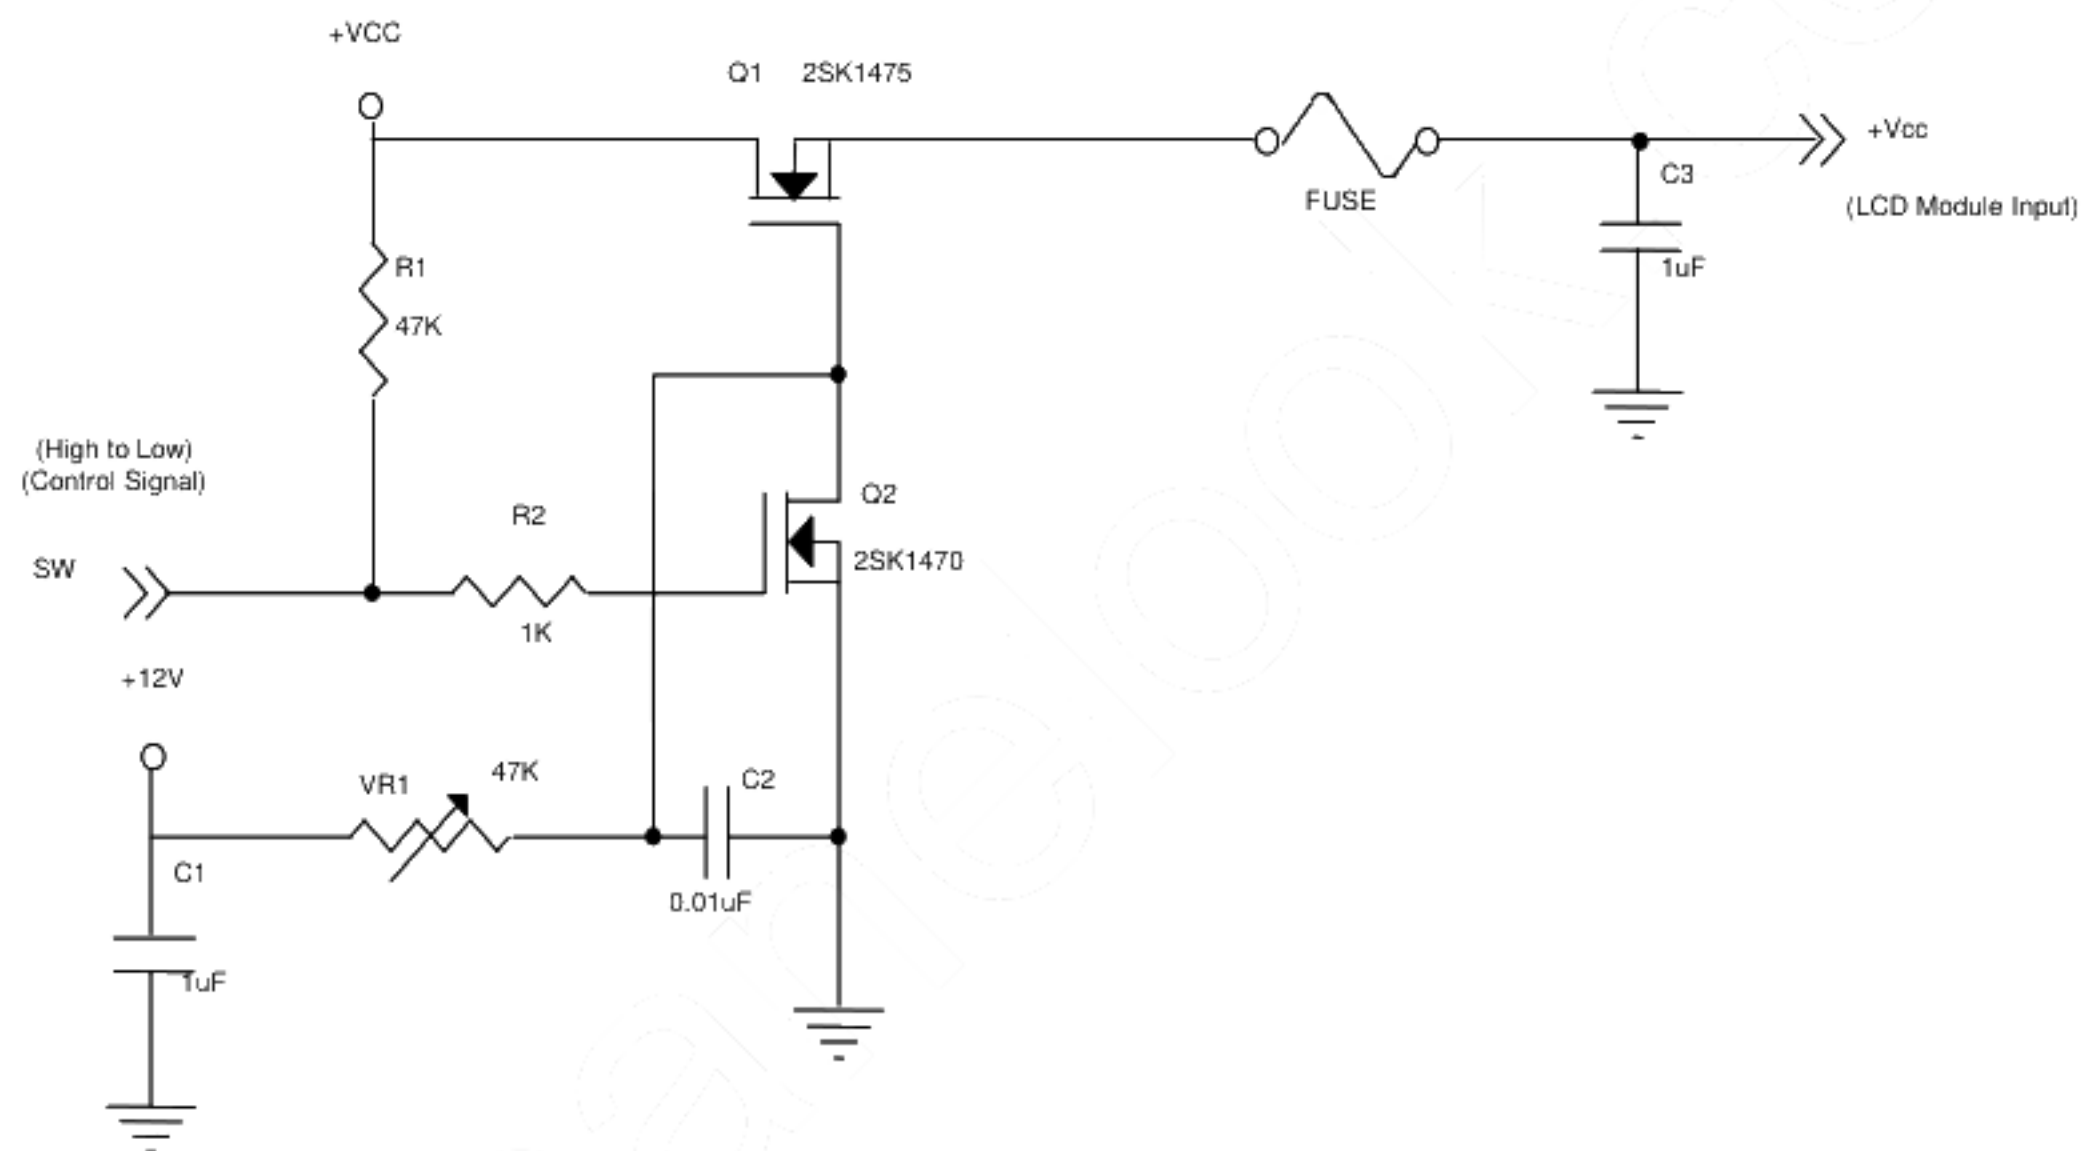 +VCC
Q1 2SK1475
+Vcc
C3
FUSE
(LCD Module Input)
R1
1uF
47K
(High to Low)
(Control Signal)
Q2
R2
2SK1470
SW
1K
+12V
47K
VR1
C2
C1
0.01uF
1uF